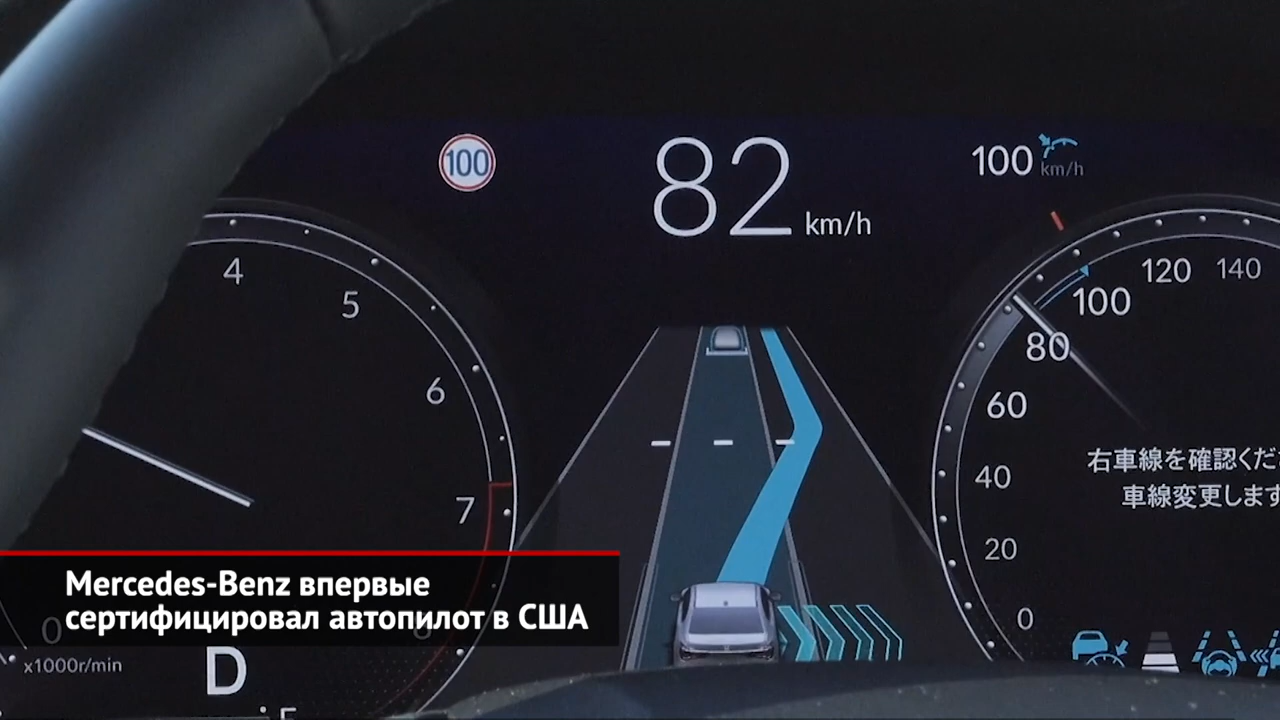 100
82 km/h
100 km/h
4
5
6
7
120
140
100
80
60
40
20
0
右車線を確認くだ
車線変更します
Mercedes-Benz впервые
сертифицировал автопилот в США
0
x1000r/min
D